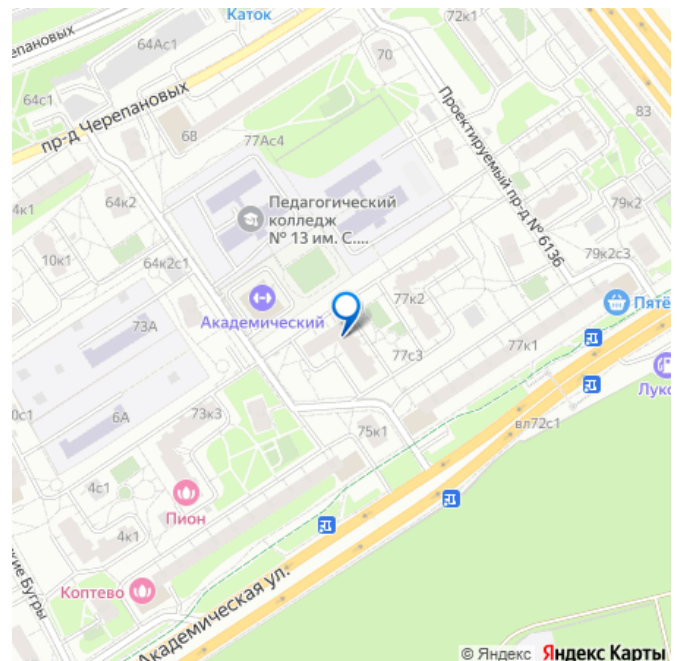 Каток
72к1
епановых
64Ас1
70
64с1
пр-д Черепановых
83
68
77Ас4
Проектируемый пр-д № 6136
Педагогический
колледж
№ 13 им. С....
4к1
64к2
79к2
10к1
64к2с1
79к2с3
Академический
77к2
Пятё
73А
77с3
77к1
Луко
0с1
6А
73к3
75к1
вл72с1
4с1
Пион
4к1
кие Бугры
Коптево
Академическая ул.
© Яндекс Яндекс Карты